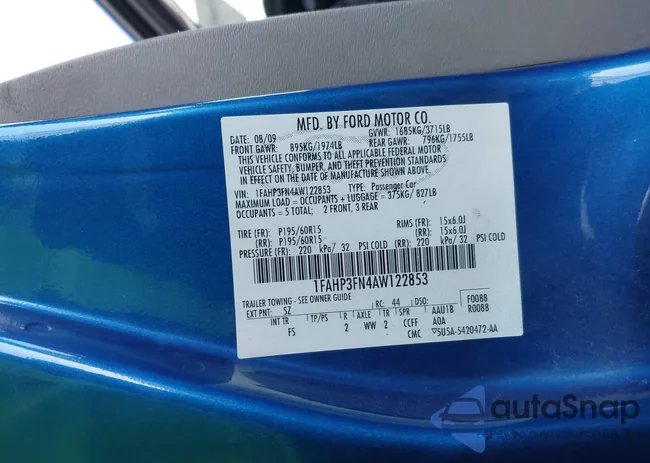 MFD. BY FORD MOTOR CO.
DATE: 08/09 GVWR: 1685KG/3715LB
FRONT GAWR: 895KG/1974LB REAR GAWR: 796KG/1755LB
THIS VEHICLE CONFORMS TO ALL APPLICABLE FEDERAL MOTOR
VEHICLE SAFETY, BUMPER, AND THEFT PREVENTION STANDARDS
IN EFFECT ON THE DATE OF MANUFACTURE SHOWN ABOVE.
VIN: 1FAHP3FN4AW122853 TYPE: Passenger Car
MAXIMUM LOAD = OCCUPANTS + LUGGAGE = 375KG/ 827LB
OCCUPANTS = 5 TOTAL; 2 FRONT, 3 REAR
TIRE (FR): P195/60R15 RIMS (FR): 15x6.0J
(RR): P195/60R15 (RR): 15x6.0J
PRESSURE (FR): 220 kPa/ 32 PSI COLD (RR): 220 kPa/ 32 PSI COLD
1FAHP3FN4AW122853
TRAILER TOWING - SEE OWNER GUIDE F0088
EXT PNT: SZ RC: 44 DSO: R0088
INT TR TP/PS R AXLE TR SPR AAU1B
FS 2 WW 2 CCFF AOA
CMC 5U5A-5420472-AA
autoSnap